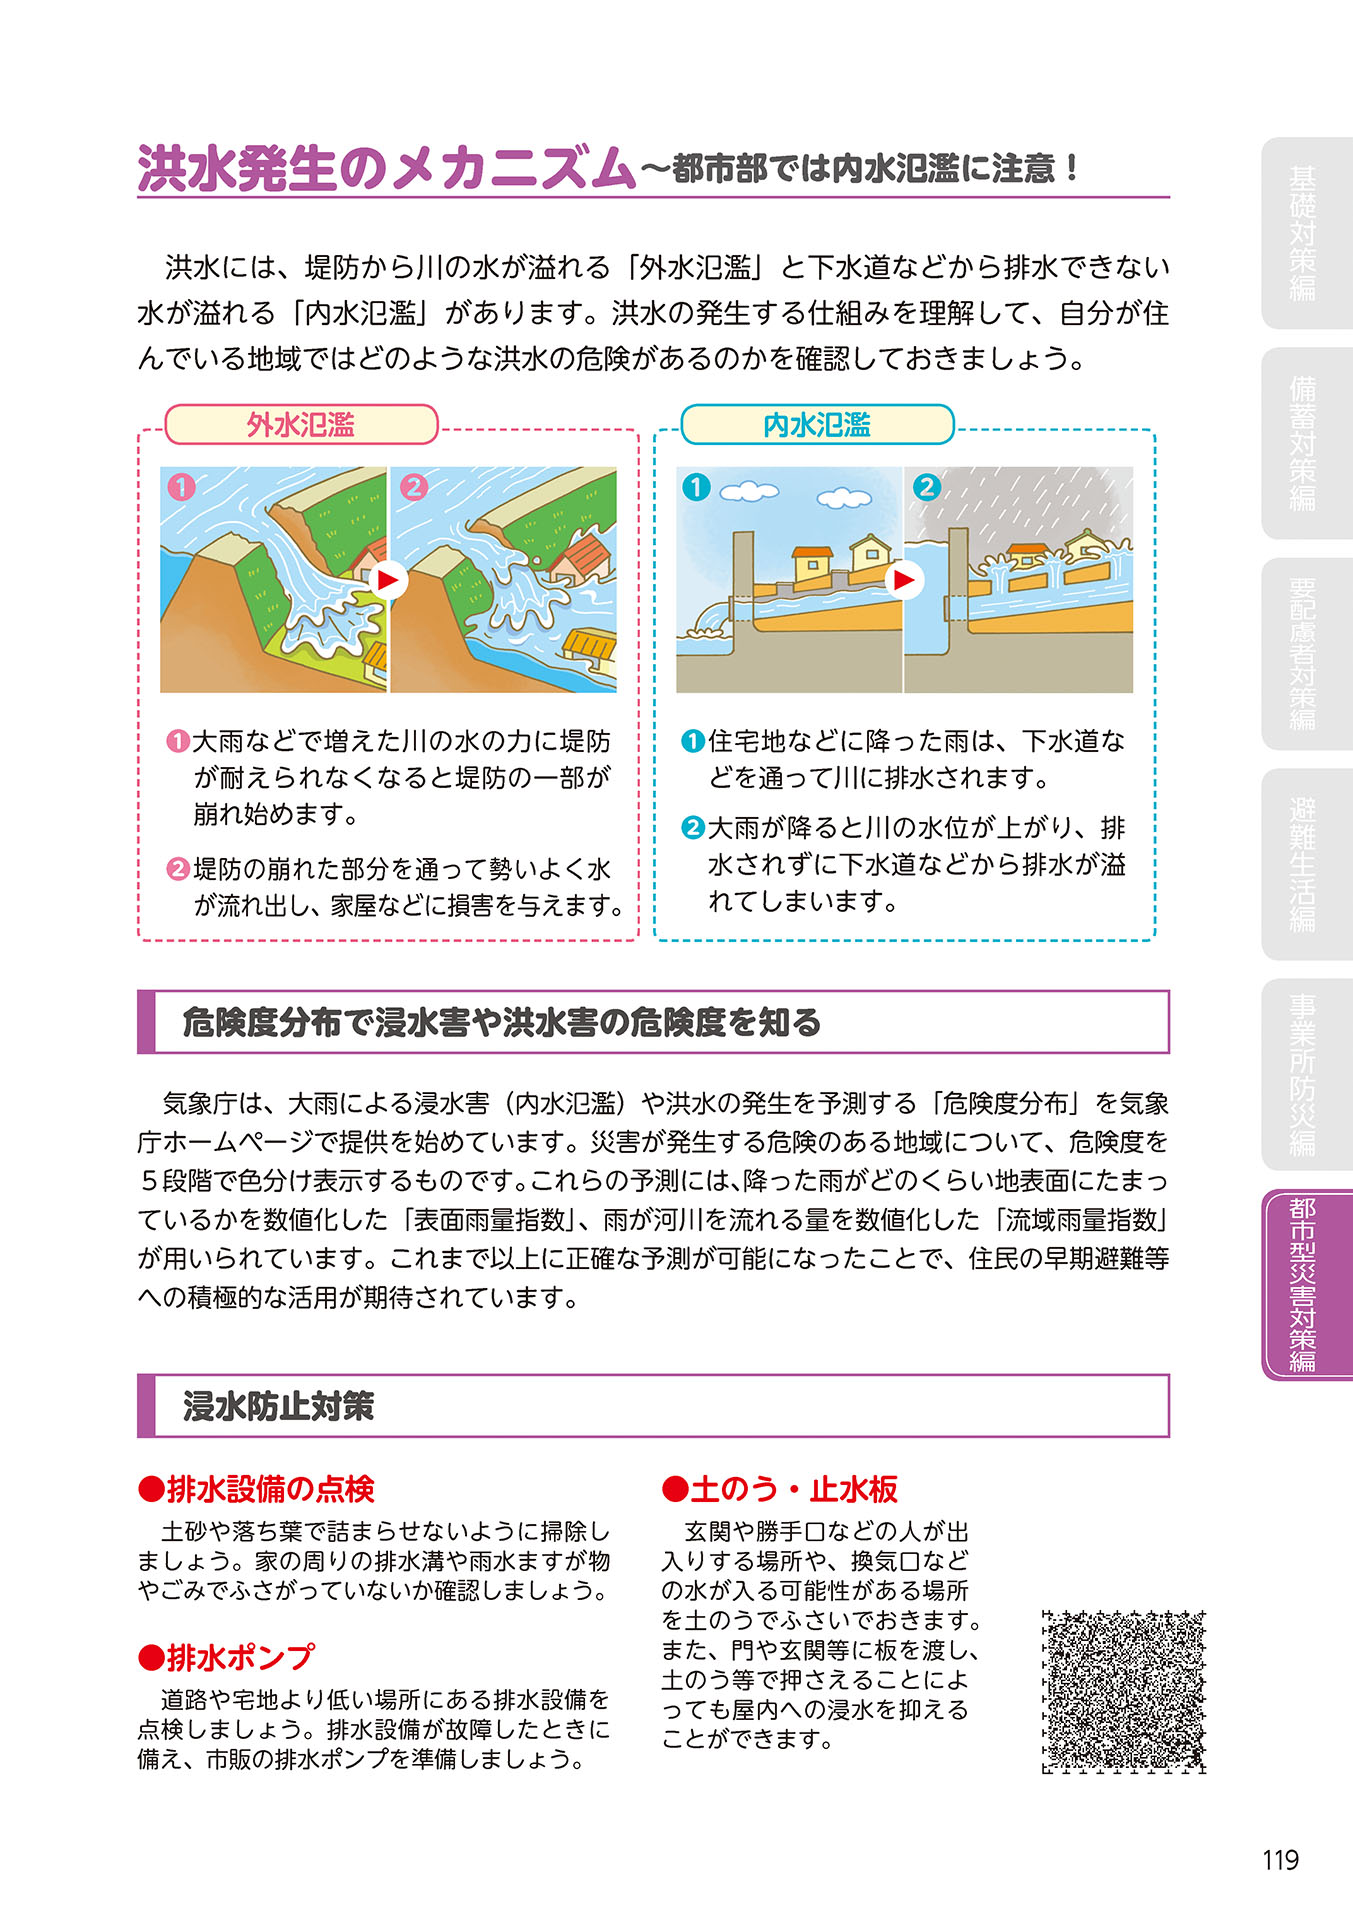 洪水発生のメカニズム～都市部では内水氾濫に注意！
洪水には、堤防から川の水が溢れる「外水氾濫」と下水道などから排水できない
水が溢れる「内水氾濫」があります。洪水の発生する仕組みを理解して、自分が住
んでいる地域ではどのような洪水の危険があるのかを確認しておきましょう。
外水氾濫
1
2
❶大雨などで増えた川の水の力に堤防
が耐えられなくなると堤防の一部が
崩れ始めます。
❷堤防の崩れた部分を通って勢いよく水
が流れ出し、家屋などに損害を与えます。
内水氾濫
1
2
❶住宅地などに降った雨は、下水道な
どを通って川に排水されます。
❷大雨が降ると川の水位が上がり、排
水されずに下水道などから排水が溢
れてしまいます。
危険度分布で浸水害や洪水害の危険度を知る
気象庁は、大雨による浸水害（内水氾濫）や洪水の発生を予測する「危険度分布」を気象
庁ホームページで提供を始めています。災害が発生する危険のある地域について、危険度を
５段階で色分け表示するものです。これらの予測には、降った雨がどのくらい地表面にたまっ
ているかを数値化した「表面雨量指数」、雨が河川を流れる量を数値化した「流域雨量指数」
が用いられています。これまで以上に正確な予測が可能になったことで、住民の早期避難等
への積極的な活用が期待されています。
浸水防止対策
●排水設備の点検
土砂や落ち葉で詰まらせないように掃除し
ましょう。家の周りの排水溝や雨水ますが物
やごみでふさがっていないか確認しましょう。
●排水ポンプ
道路や宅地より低い場所にある排水設備を
点検しましょう。排水設備が故障したときに
備え、市販の排水ポンプを準備しましょう。
●土のう・止水板
玄関や勝手口などの人が出
入りする場所や、換気口など
の水が入る可能性がある場所
を土のうでふさいでおきます。
また、門や玄関等に板を渡し、
土のう等で押さえることによ
っても屋内への浸水を抑える
ことができます。
基礎対策編
備蓄対策編
要配慮者対策編
避難生活編
事業所防災編
都市型災害対策編
119